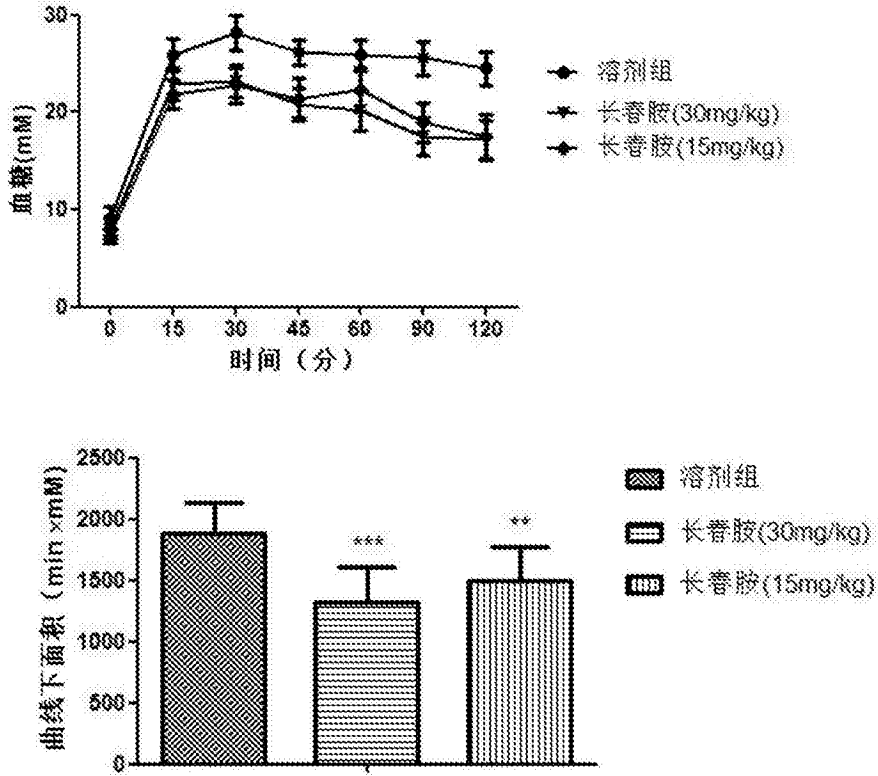 30
20
10
0
血糖(mM)
0 15 30 45 60 90 120
时间（分）
溶剂组
长春胺(30mg/kg)
长春胺(15mg/kg)
2500
2000
1500
1000
500
0
曲线下面积（min×mM）
***
**
溶剂组
长春胺(30mg/kg)
长春胺(15mg/kg)